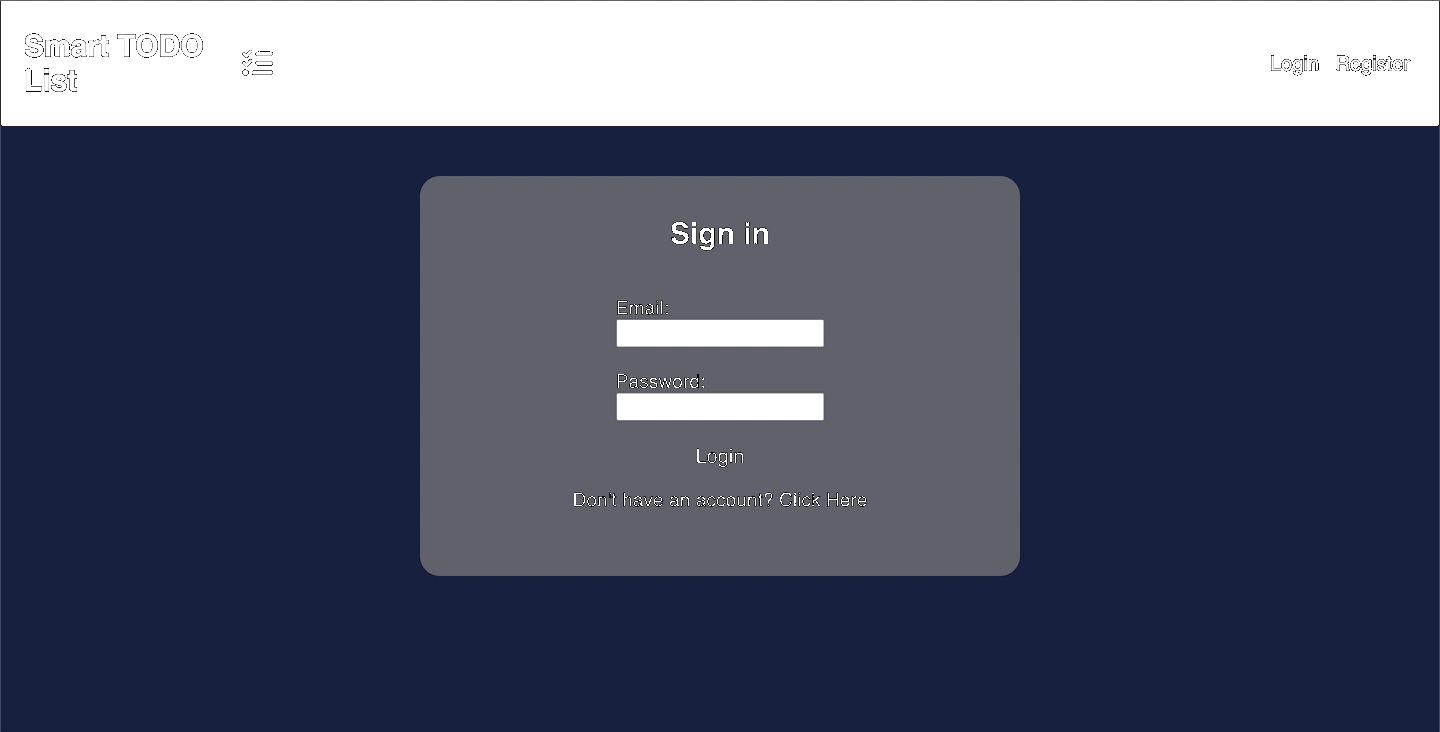 Smart TODO
List
Login Register
Sign in
Email:
Password:
Login
Don't have an account? Click Here